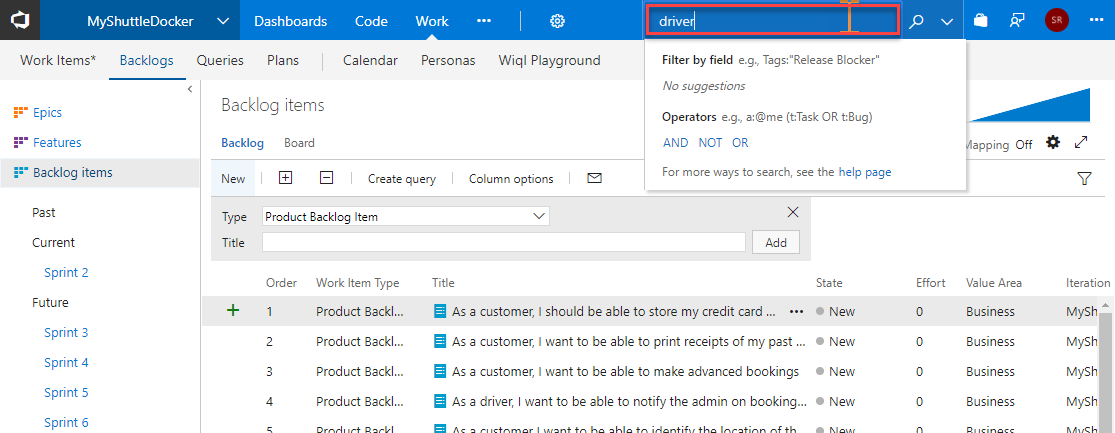 MyShuttleDocker Dashboards Code Work ••• driver SR •••
Work Items* Backlogs Queries Plans Calendar Personas Wiql Playground
Filter by field e.g., Tags:"Release Blocker"
No suggestions
Operators e.g., a:@me (t:Task OR t:Bug)
AND NOT OR
For more ways to search, see the help page
Epics
Features
Backlog items
Past
Current
Sprint 2
Future
Sprint 3
Sprint 4
Sprint 5
Sprint 6
Backlog items
Backlog Board Mapping Off
New Create query Column options
Type Product Backlog Item
Title Add
Order Work Item Type Title State Effort Value Area Iteration
1 Product Backl... As a customer, I should be able to store my credit card ... ••• New 0 Business MySh
2 Product Backl... As a customer, I want to be able to print receipts of my past ... New 0 Business MySh
3 Product Backl... As a customer, I want to be able to make advanced bookings New 0 Business MySh
4 Product Backl... As a driver, I want to be able to notify the admin on booking... New 0 Business MySh
5 Product Backl... As a customer, I want to be able to identify the location of th New 0 Business MySh